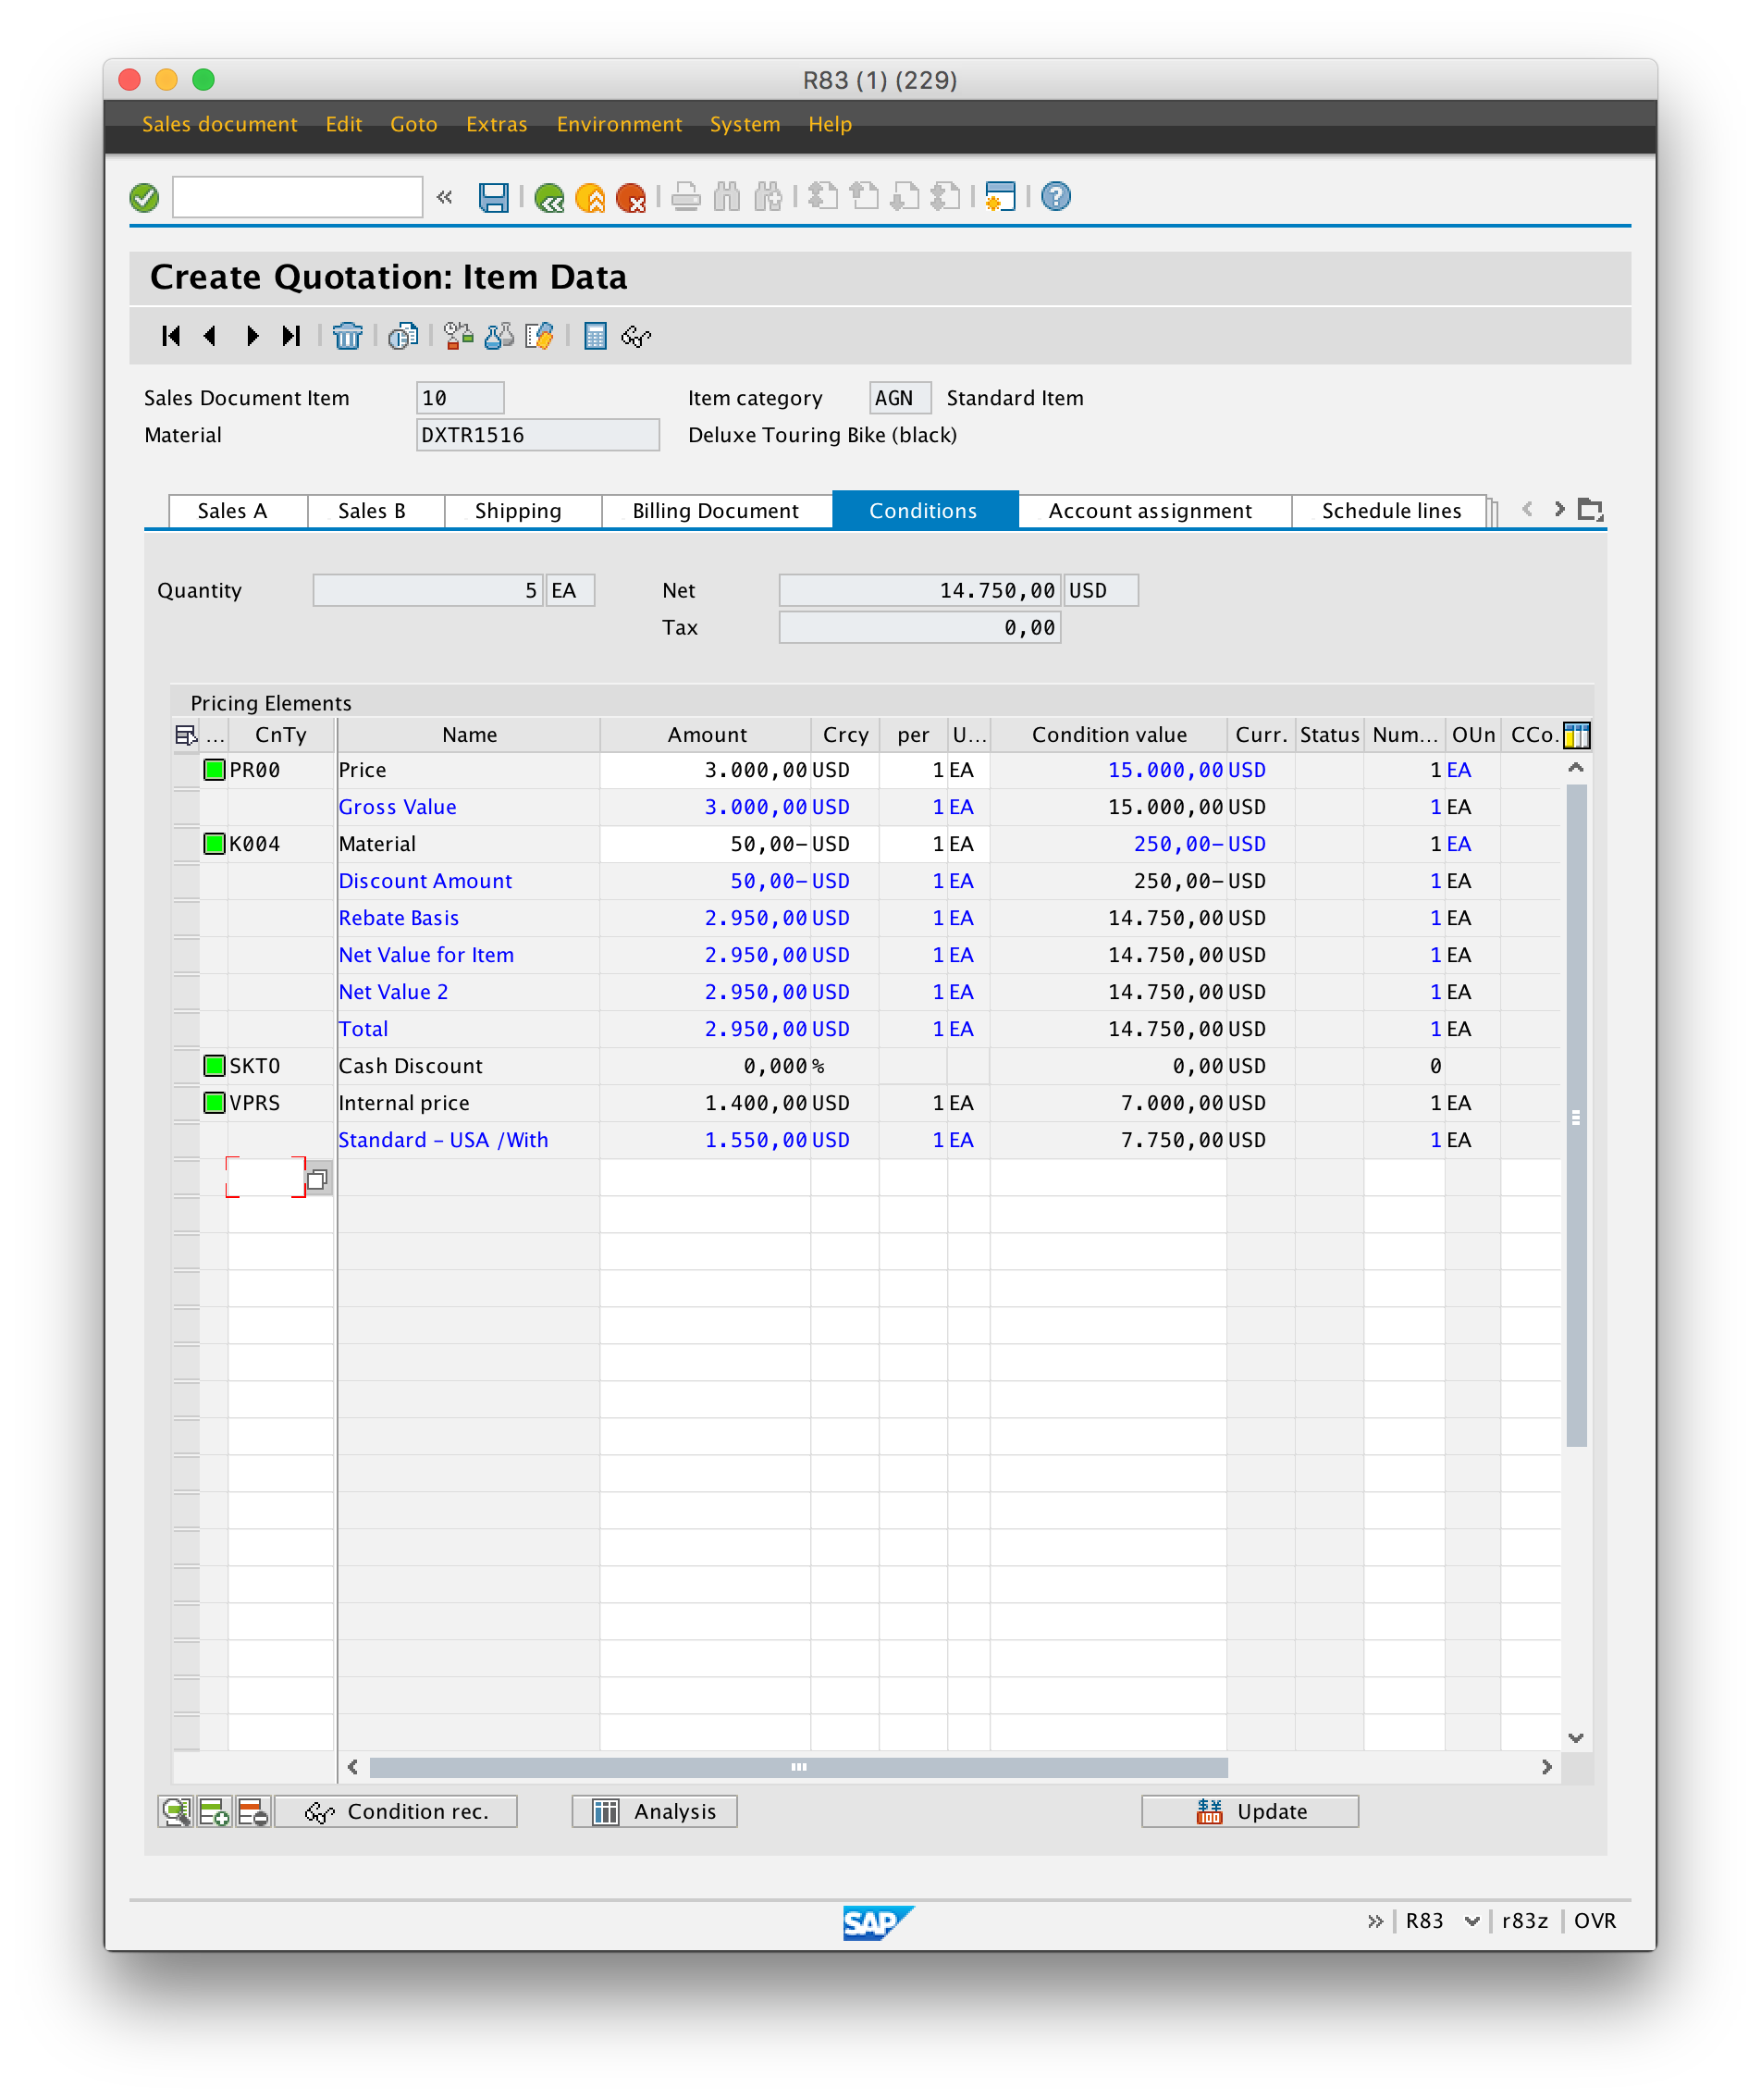 R83 (1) (229)
Sales document Edit Goto Extras Environment System Help
Create Quotation: Item Data
Sales Document Item 10 Item category AGN Standard Item
Material DXTR1516 Deluxe Touring Bike (black)
Sales A Sales B Shipping Billing Document Conditions Account assignment Schedule lines
Quantity 5 EA Net 14.750,00 USD
Tax 0,00
Pricing Elements
... CnTy Name Amount Crcy per U... Condition value Curr. Status Num... OUn CCo.
PR00 Price 3.000,00 USD 1 EA 15.000,00 USD 1 EA
Gross Value 3.000,00 USD 1 EA 15.000,00 USD 1 EA
K004 Material 50,00- USD 1 EA 250,00- USD 1 EA
Discount Amount 50,00- USD 1 EA 250,00- USD 1 EA
Rebate Basis 2.950,00 USD 1 EA 14.750,00 USD 1 EA
Net Value for Item 2.950,00 USD 1 EA 14.750,00 USD 1 EA
Net Value 2 2.950,00 USD 1 EA 14.750,00 USD 1 EA
Total 2.950,00 USD 1 EA 14.750,00 USD 1 EA
SKTO Cash Discount 0,000 % 0,00 USD 0
VPRS Internal price 1.400,00 USD 1 EA 7.000,00 USD 1 EA
Standard - USA /With 1.550,00 USD 1 EA 7.750,00 USD 1 EA
Condition rec. Analysis $¥ 100 Update
SAP R83 r83z OVR